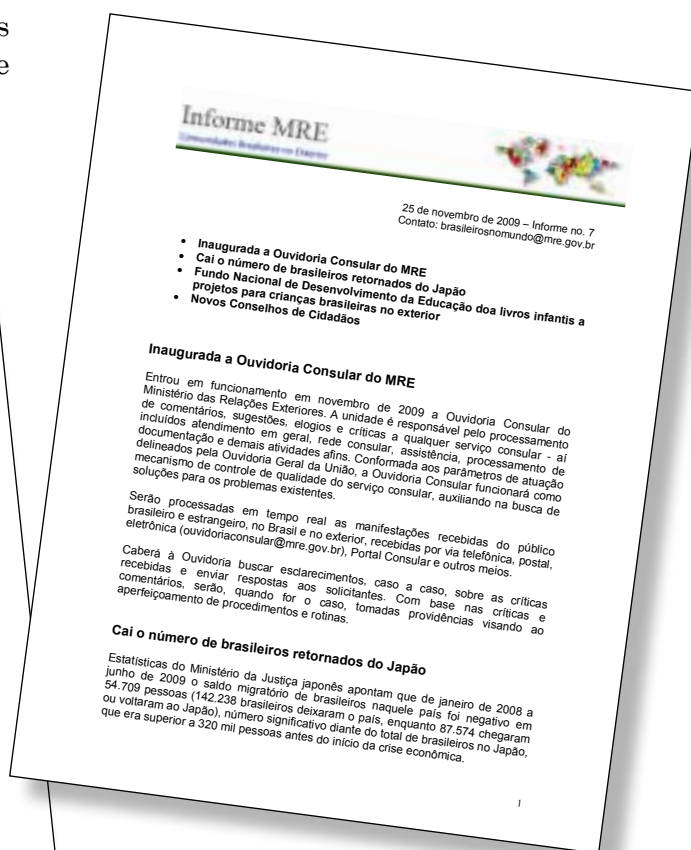 s
e
Informe MRE
Comunidades Brasileiras no Exterior
25 de novembro de 2009 – Informe no. 7
Contato: brasileirosnomundo@mre.gov.br
• Inaugurada a Ouvidoria Consular do MRE
• Cai o número de brasileiros retornados do Japão
• Fundo Nacional de Desenvolvimento da Educação doa livros infantis a
projetos para crianças brasileiras no exterior
• Novos Conselhos de Cidadãos
Inaugurada a Ouvidoria Consular do MRE
Entrou em funcionamento em novembro de 2009 a Ouvidoria Consular do
Ministério das Relações Exteriores. A unidade é responsável pelo processamento
de comentários, sugestões, elogios e críticas a qualquer serviço consular - aí
incluídos atendimento em geral, rede consular, assistência, processamento de
documentação e demais atividades afins. Conformada aos parâmetros de atuação
delineados pela Ouvidoria Geral da União, a Ouvidoria Consular funcionará como
mecanismo de controle de qualidade do serviço consular, auxiliando na busca de
soluções para os problemas existentes.
Serão processadas em tempo real as manifestações recebidas do público
brasileiro e estrangeiro, no Brasil e no exterior, recebidas por via telefônica, postal,
eletrônica (ouvidoriaconsular@mre.gov.br), Portal Consular e outros meios.
Caberá à Ouvidoria buscar esclarecimentos, caso a caso, sobre as críticas
recebidas e enviar respostas aos solicitantes. Com base nas críticas e
comentários, serão, quando for o caso, tomadas providências visando ao
aperfeiçoamento de procedimentos e rotinas.
Cai o número de brasileiros retornados do Japão
Estatísticas do Ministério da Justiça japonês apontam que de janeiro de 2008 a
junho de 2009 o saldo migratório de brasileiros naquele país foi negativo em
54.709 pessoas (142.238 brasileiros deixaram o país, enquanto 87.574 chegaram
ou voltaram ao Japão), número significativo diante do total de brasileiros no Japão,
que era superior a 320 mil pessoas antes do início da crise econômica.
1